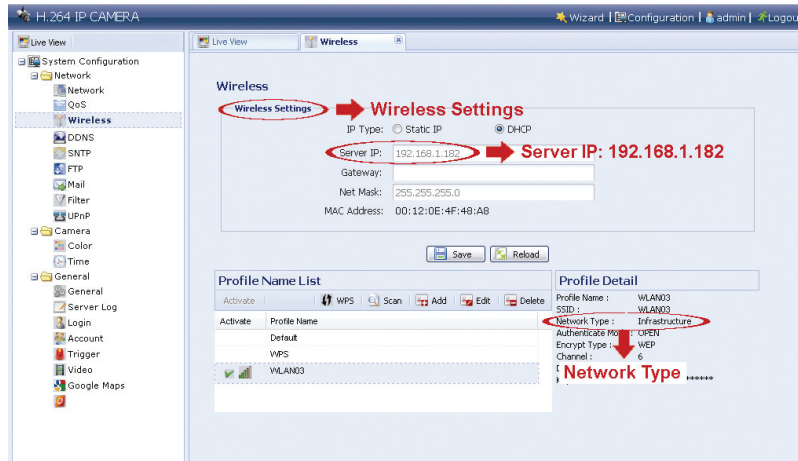 H.264 IP CAMERA
Wizard | Configuration | admin | Logou
Live View
Live View
Wireless
System Configuration
Network
Network
QoS
Wireless
DDNS
SNTP
FTP
Mail
Filter
UPnP
Camera
Color
Time
General
General
Server Log
Login
Account
Trigger
Video
Google Maps
Wireless
Wireless Settings
Wireless Settings
IP Type: Static IP DHCP
Server IP: 192.168.1.182
Server IP: 192.168.1.182
Gateway:
Net Mask: 255.255.255.0
MAC Address: 00:12:0E:4F:48:A8
Save Reload
Profile Name List
Activate WPS Scan Add Edit Delete
Activate Profile Name
Default
WPS
WLAN03
Profile Detail
Profile Name : WLAN03
SSID : WLAN03
Network Type : Infrastructure
Authenticate OPEN
Encrypt Type : WEP
Channel : 6
Network Type
******